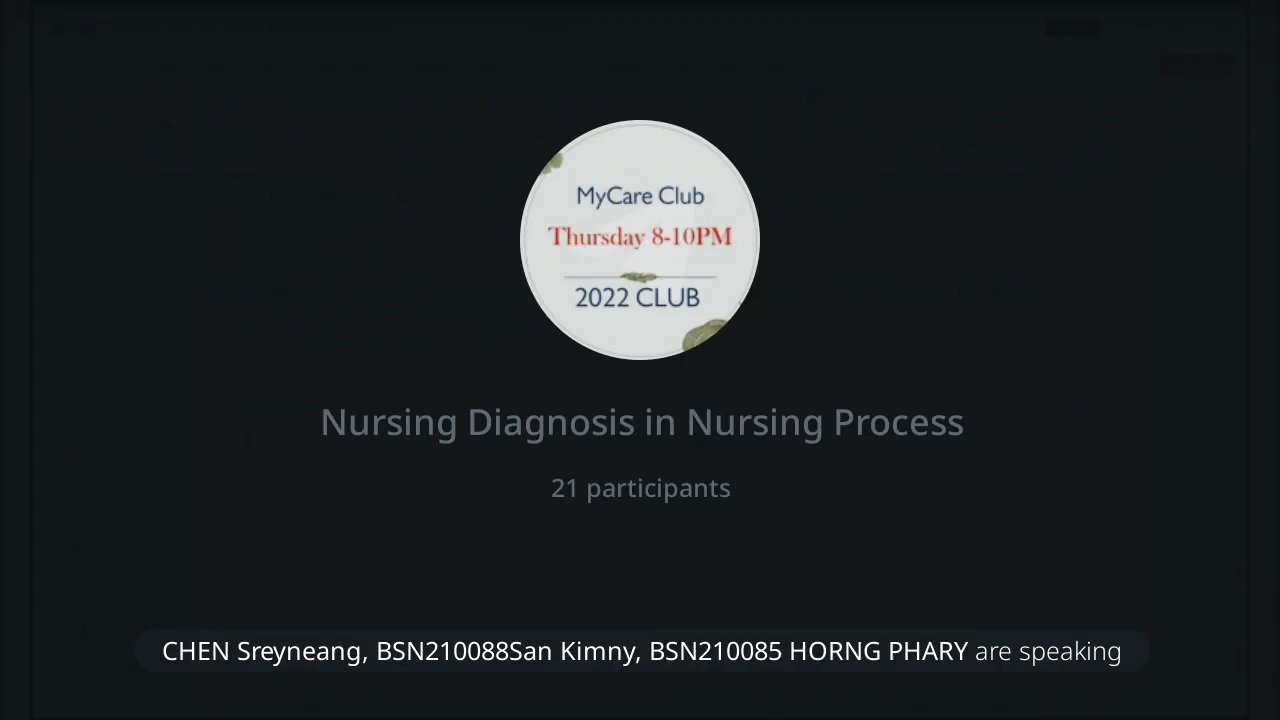 MyCare Club
Thursday 8-10PM
2022 CLUB
Nursing Diagnosis in Nursing Process
21 participants
CHEN Sreyneang, BSN210088San Kimny, BSN210085 HORNG PHARY are speaking